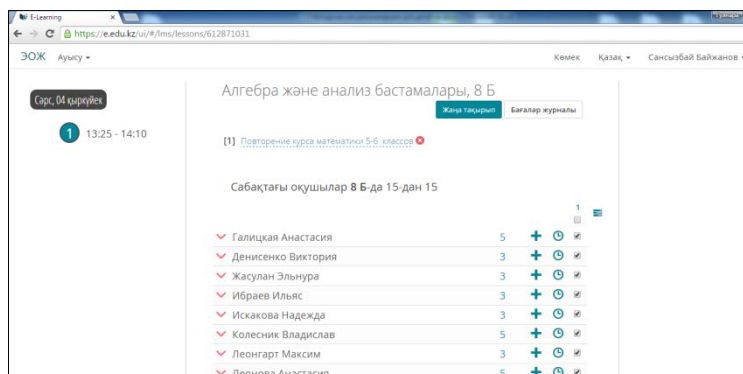 E-Learning
https://e.edu.kz/ui/#/lms/lessons/612871031
ЭОЖ Ауысу Көмек Қазақ Сансызбай Байжанов
Сәрс, 04 қыркүйек
1 13:25 - 14:10
Алгебра және анализ бастамалары, 8 Б
Жаңа тақырып Бағалар журналы
[1] Повторение курса математики 5-6 классов
Сабақтағы оқушылар 8 Б-да 15-дан 15
1
Галицкая Анастасия 5
Денисенко Виктория 3
Жасулан Эльнура 3
Ибраев Ильяс 3
Искакова Надежда 3
Колесник Владислав 5
Леонгарт Максим 3
Леонова Анастасия 5